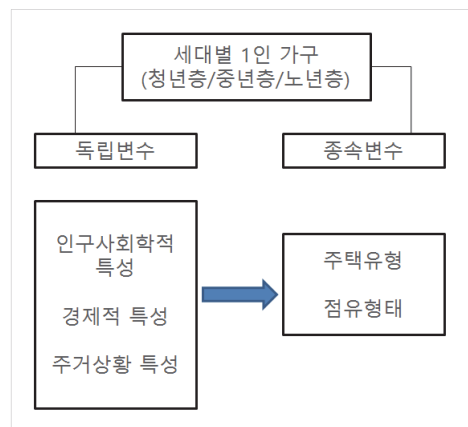 세대별 1인 가구
(청년층/중년층/노년층)
독립변수
종속변수
인구사회학적
특성
경제적 특성
주거상황 특성
주택유형
점유형태